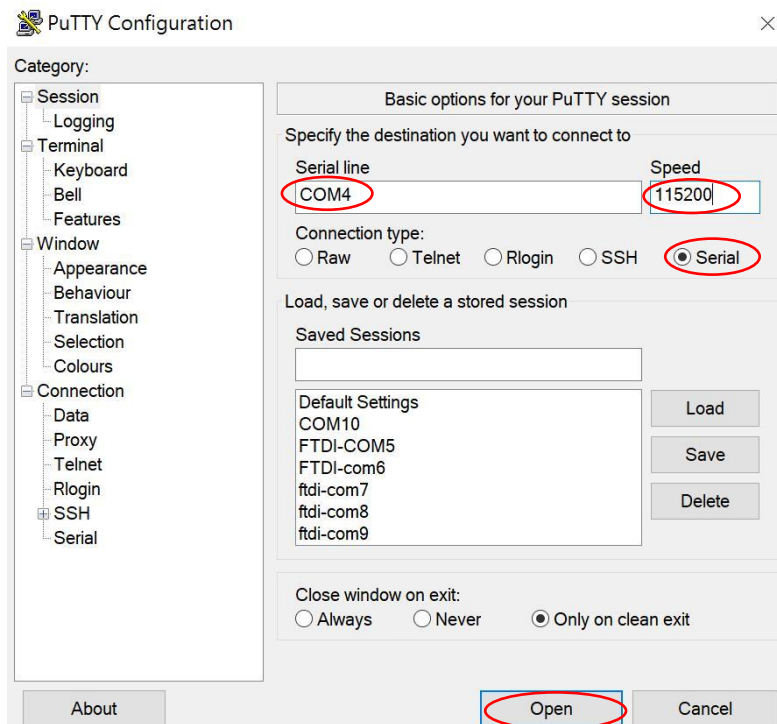 PuTTY Configuration
Category:
Session
Logging
Terminal
Keyboard
Bell
Features
Window
Appearance
Behaviour
Translation
Selection
Colours
Connection
Data
Proxy
Telnet
Rlogin
SSH
Serial
Basic options for your PuTTY session
Specify the destination you want to connect to
Serial line Speed
COM4 115200
Connection type:
Raw Telnet Rlogin SSH Serial
Load, save or delete a stored session
Saved Sessions
Default Settings
COM10
FTDI-COM5
FTDI-com6
ftdi-com7
ftdi-com8
ftdi-com9
Load
Save
Delete
Close window on exit:
Always Never Only on clean exit
About Open Cancel